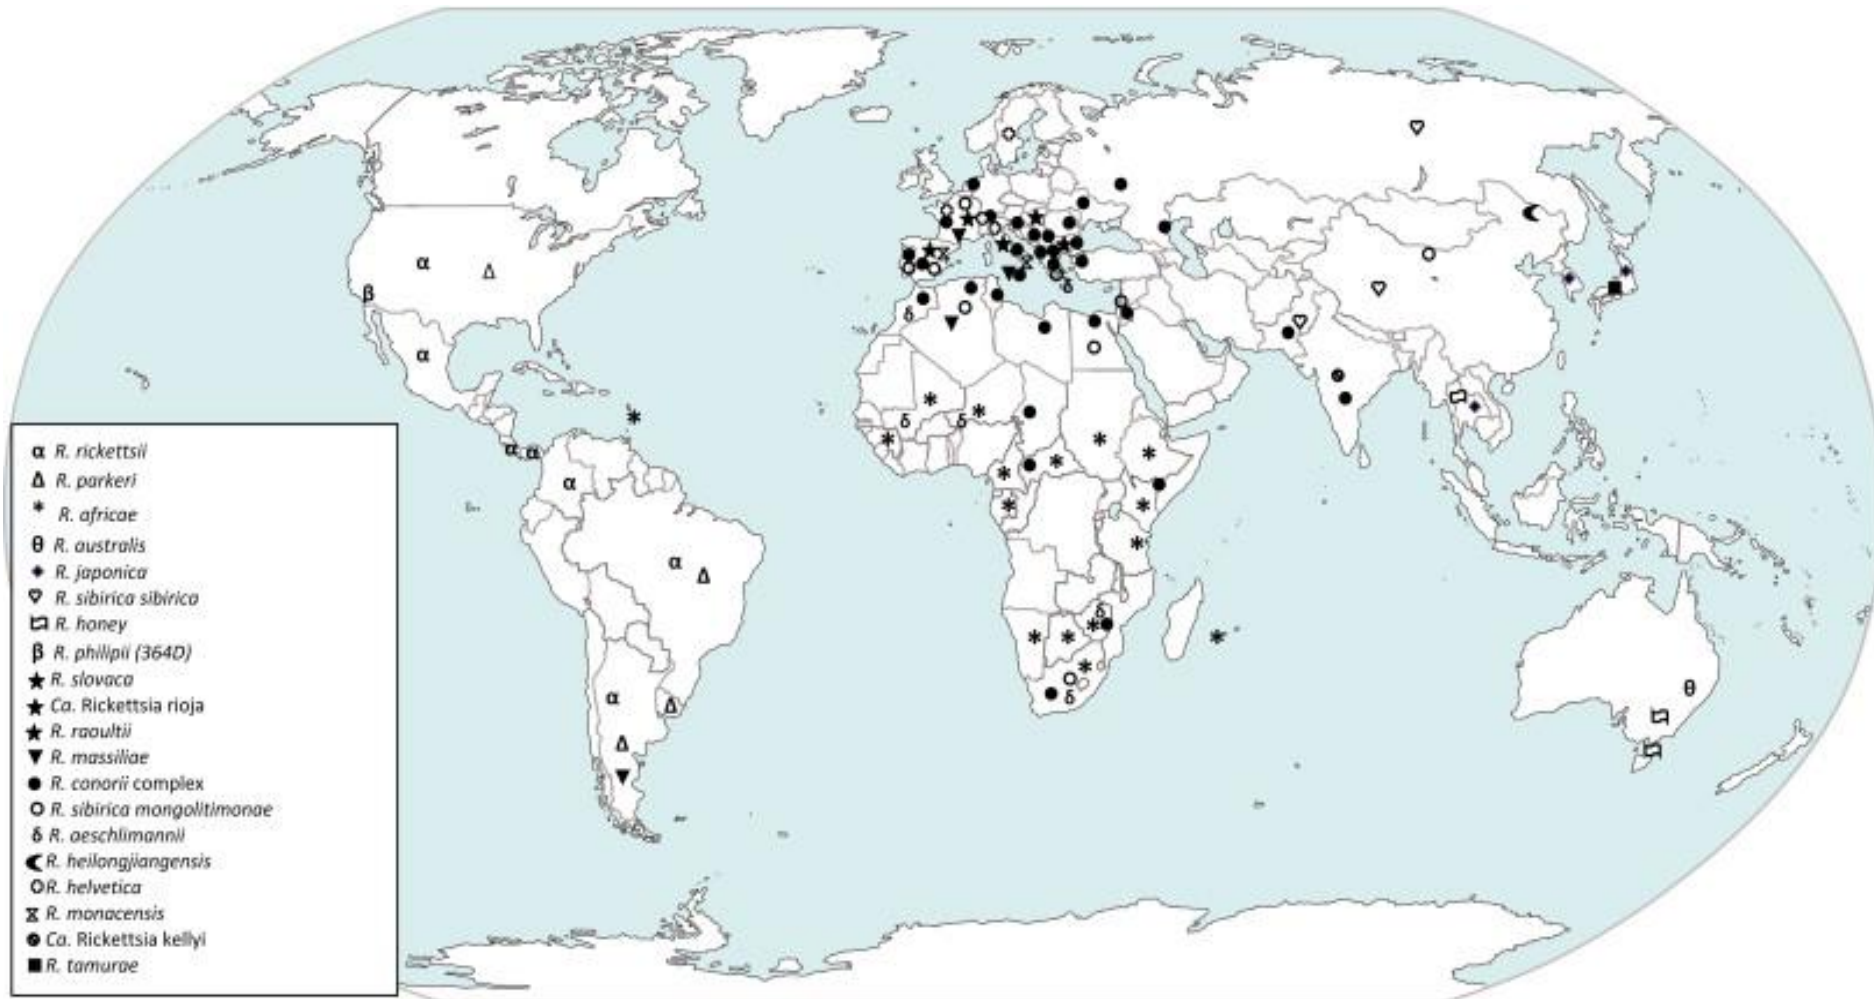 α R. rickettsii
Δ R. parkeri
* R. africae
θ R. australis
R. japonica
R. sibirica sibirica
R. honey
β R. philipii (364D)
★ R. slovaca
★ Ca. Rickettsia rioja
★ R. raoultii
▼ R. massiliae
● R. conorii complex
○ R. sibirica mongolitimonae
δ R. aeschlimannii
R. heilongjiangensis
R. helvetica
R. monacensis
Ca. Rickettsia kellyi
■ R. tamurae